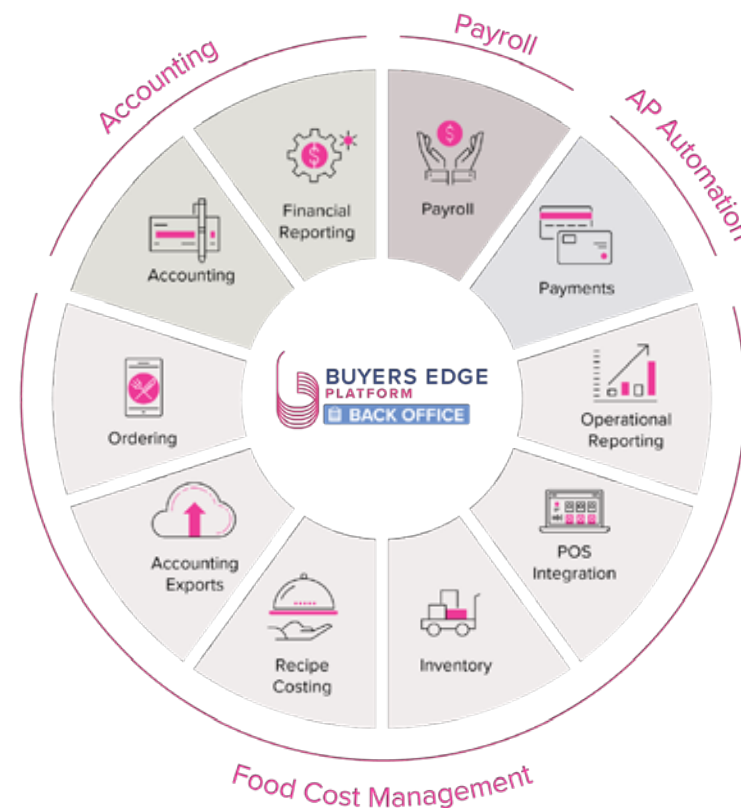 Accounting
Payroll
AP Automation
Financial
Reporting
Payroll
Accounting
Payments
BUYERS EDGE
PLATFORM
BACK OFFICE
Ordering
Operational
Reporting
Accounting
Exports
POS
Integration
Recipe
Costing
Inventory
Food Cost Management